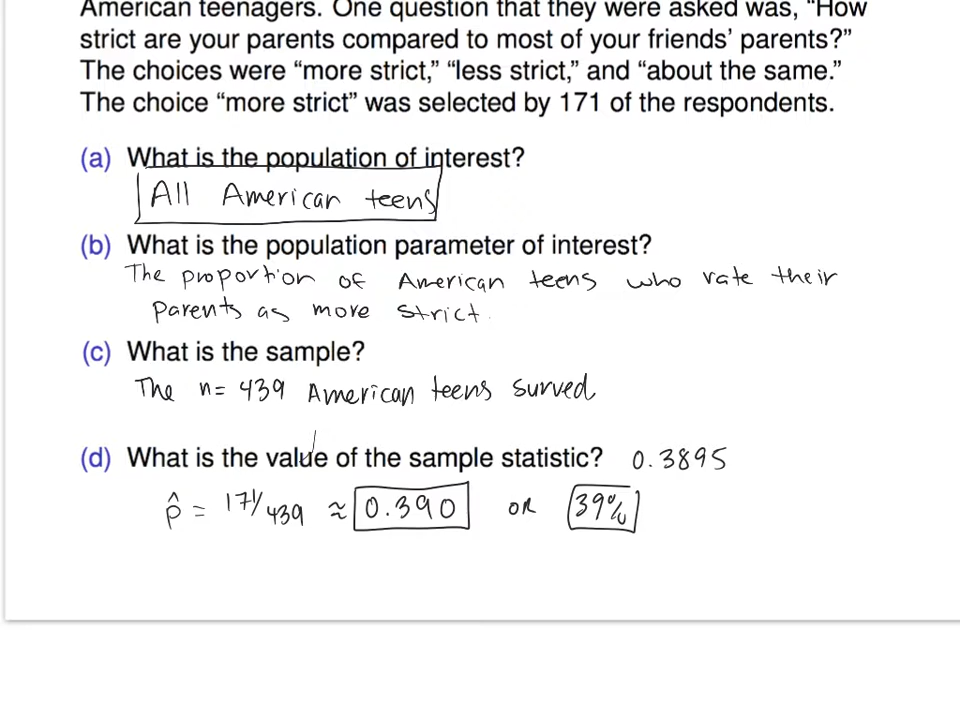 American teenagers. One question that they were asked was, "How
strict are your parents compared to most of your friends' parents?"
The choices were "more strict," "less strict," and "about the same."
The choice "more strict" was selected by 171 of the respondents.
(a) What is the population of interest?
All American teens
(b) What is the population parameter of interest?
The proportion of American teens who rate their
parents as more strict.
(c) What is the sample?
The n= 439 American teens surved
(d) What is the value of the sample statistic? 0.3895
p̂ = 171/439 ≈ 0.390 OR 39%